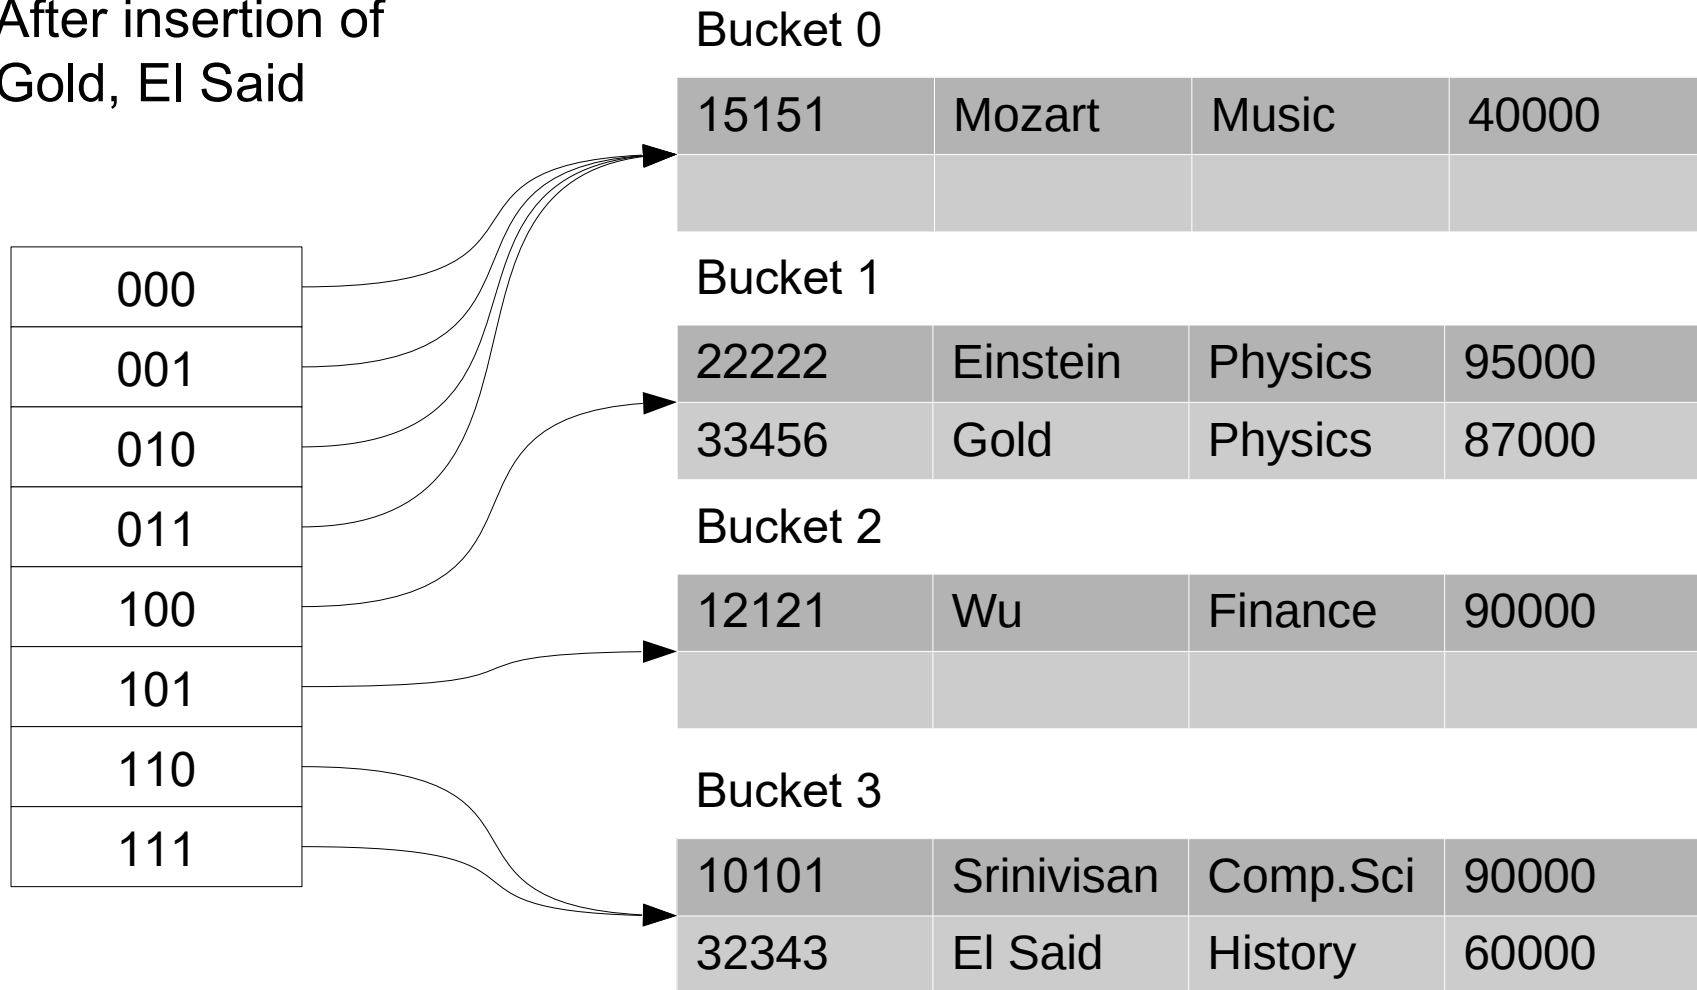 After insertion of
Gold, El Said
000
001
010
011
100
101
110
111
Bucket 0
15151 Mozart Music 40000
Bucket 1
22222 Einstein Physics 95000
33456 Gold Physics 87000
Bucket 2
12121 Wu Finance 90000
Bucket 3
10101 Srinivisan Comp.Sci 90000
32343 El Said History 60000